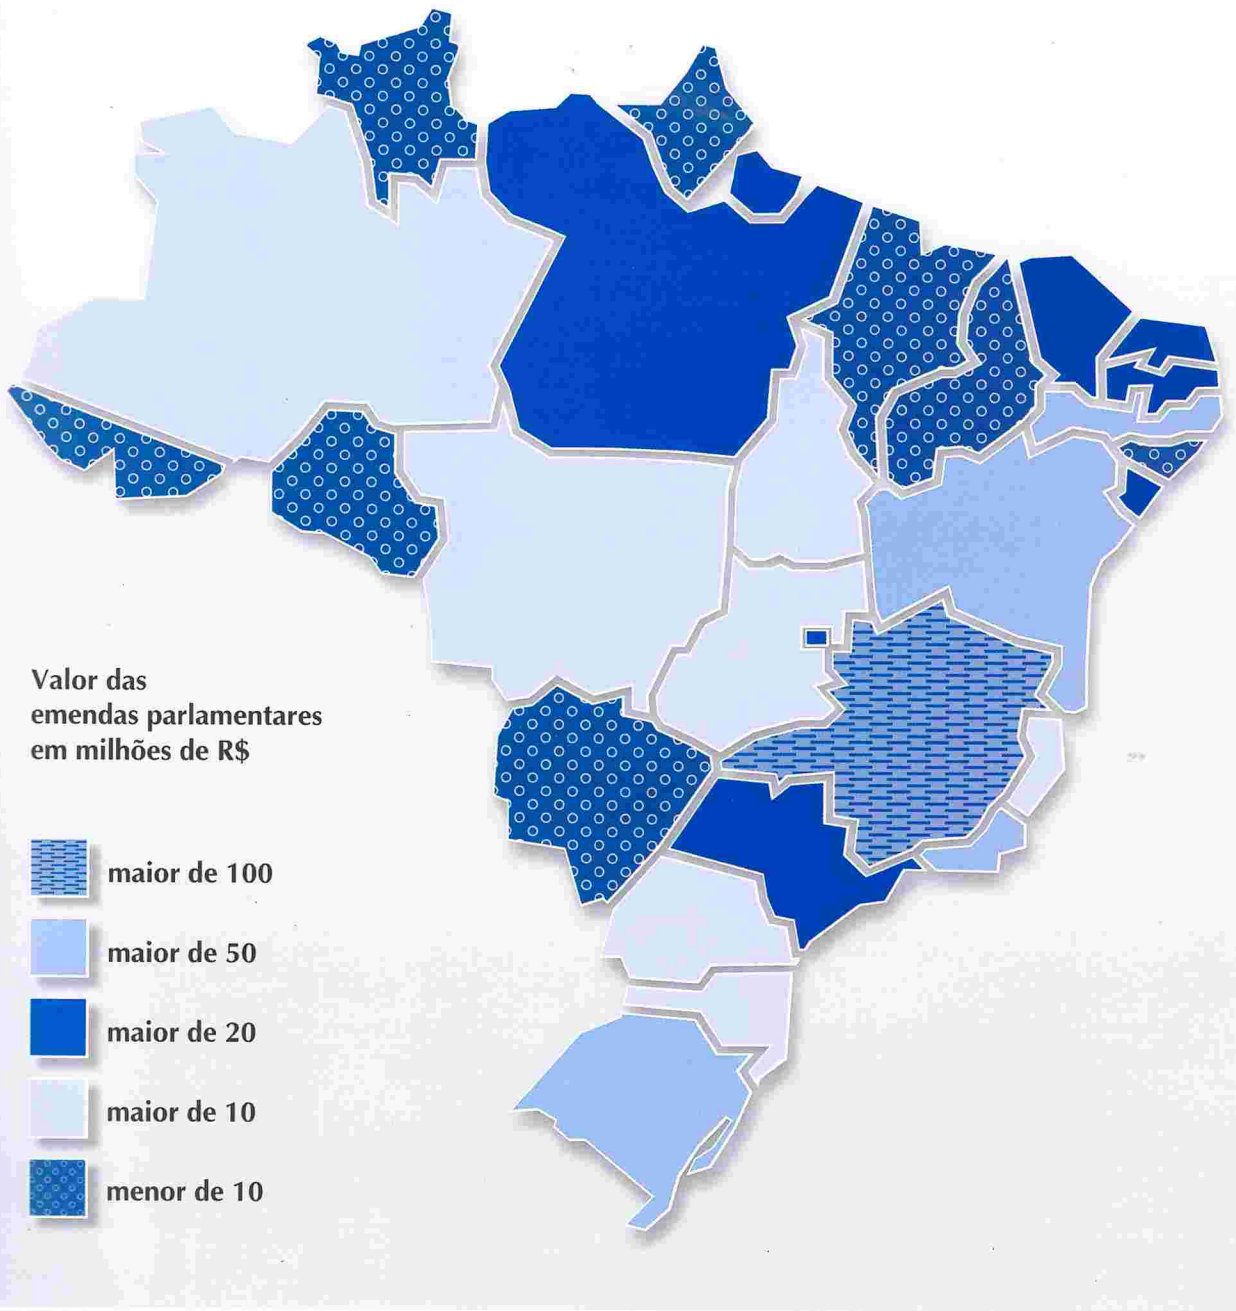 Valor das
emendas parlamentares
em milhões de R$
maior de 100
maior de 50
maior de 20
maior de 10
menor de 10